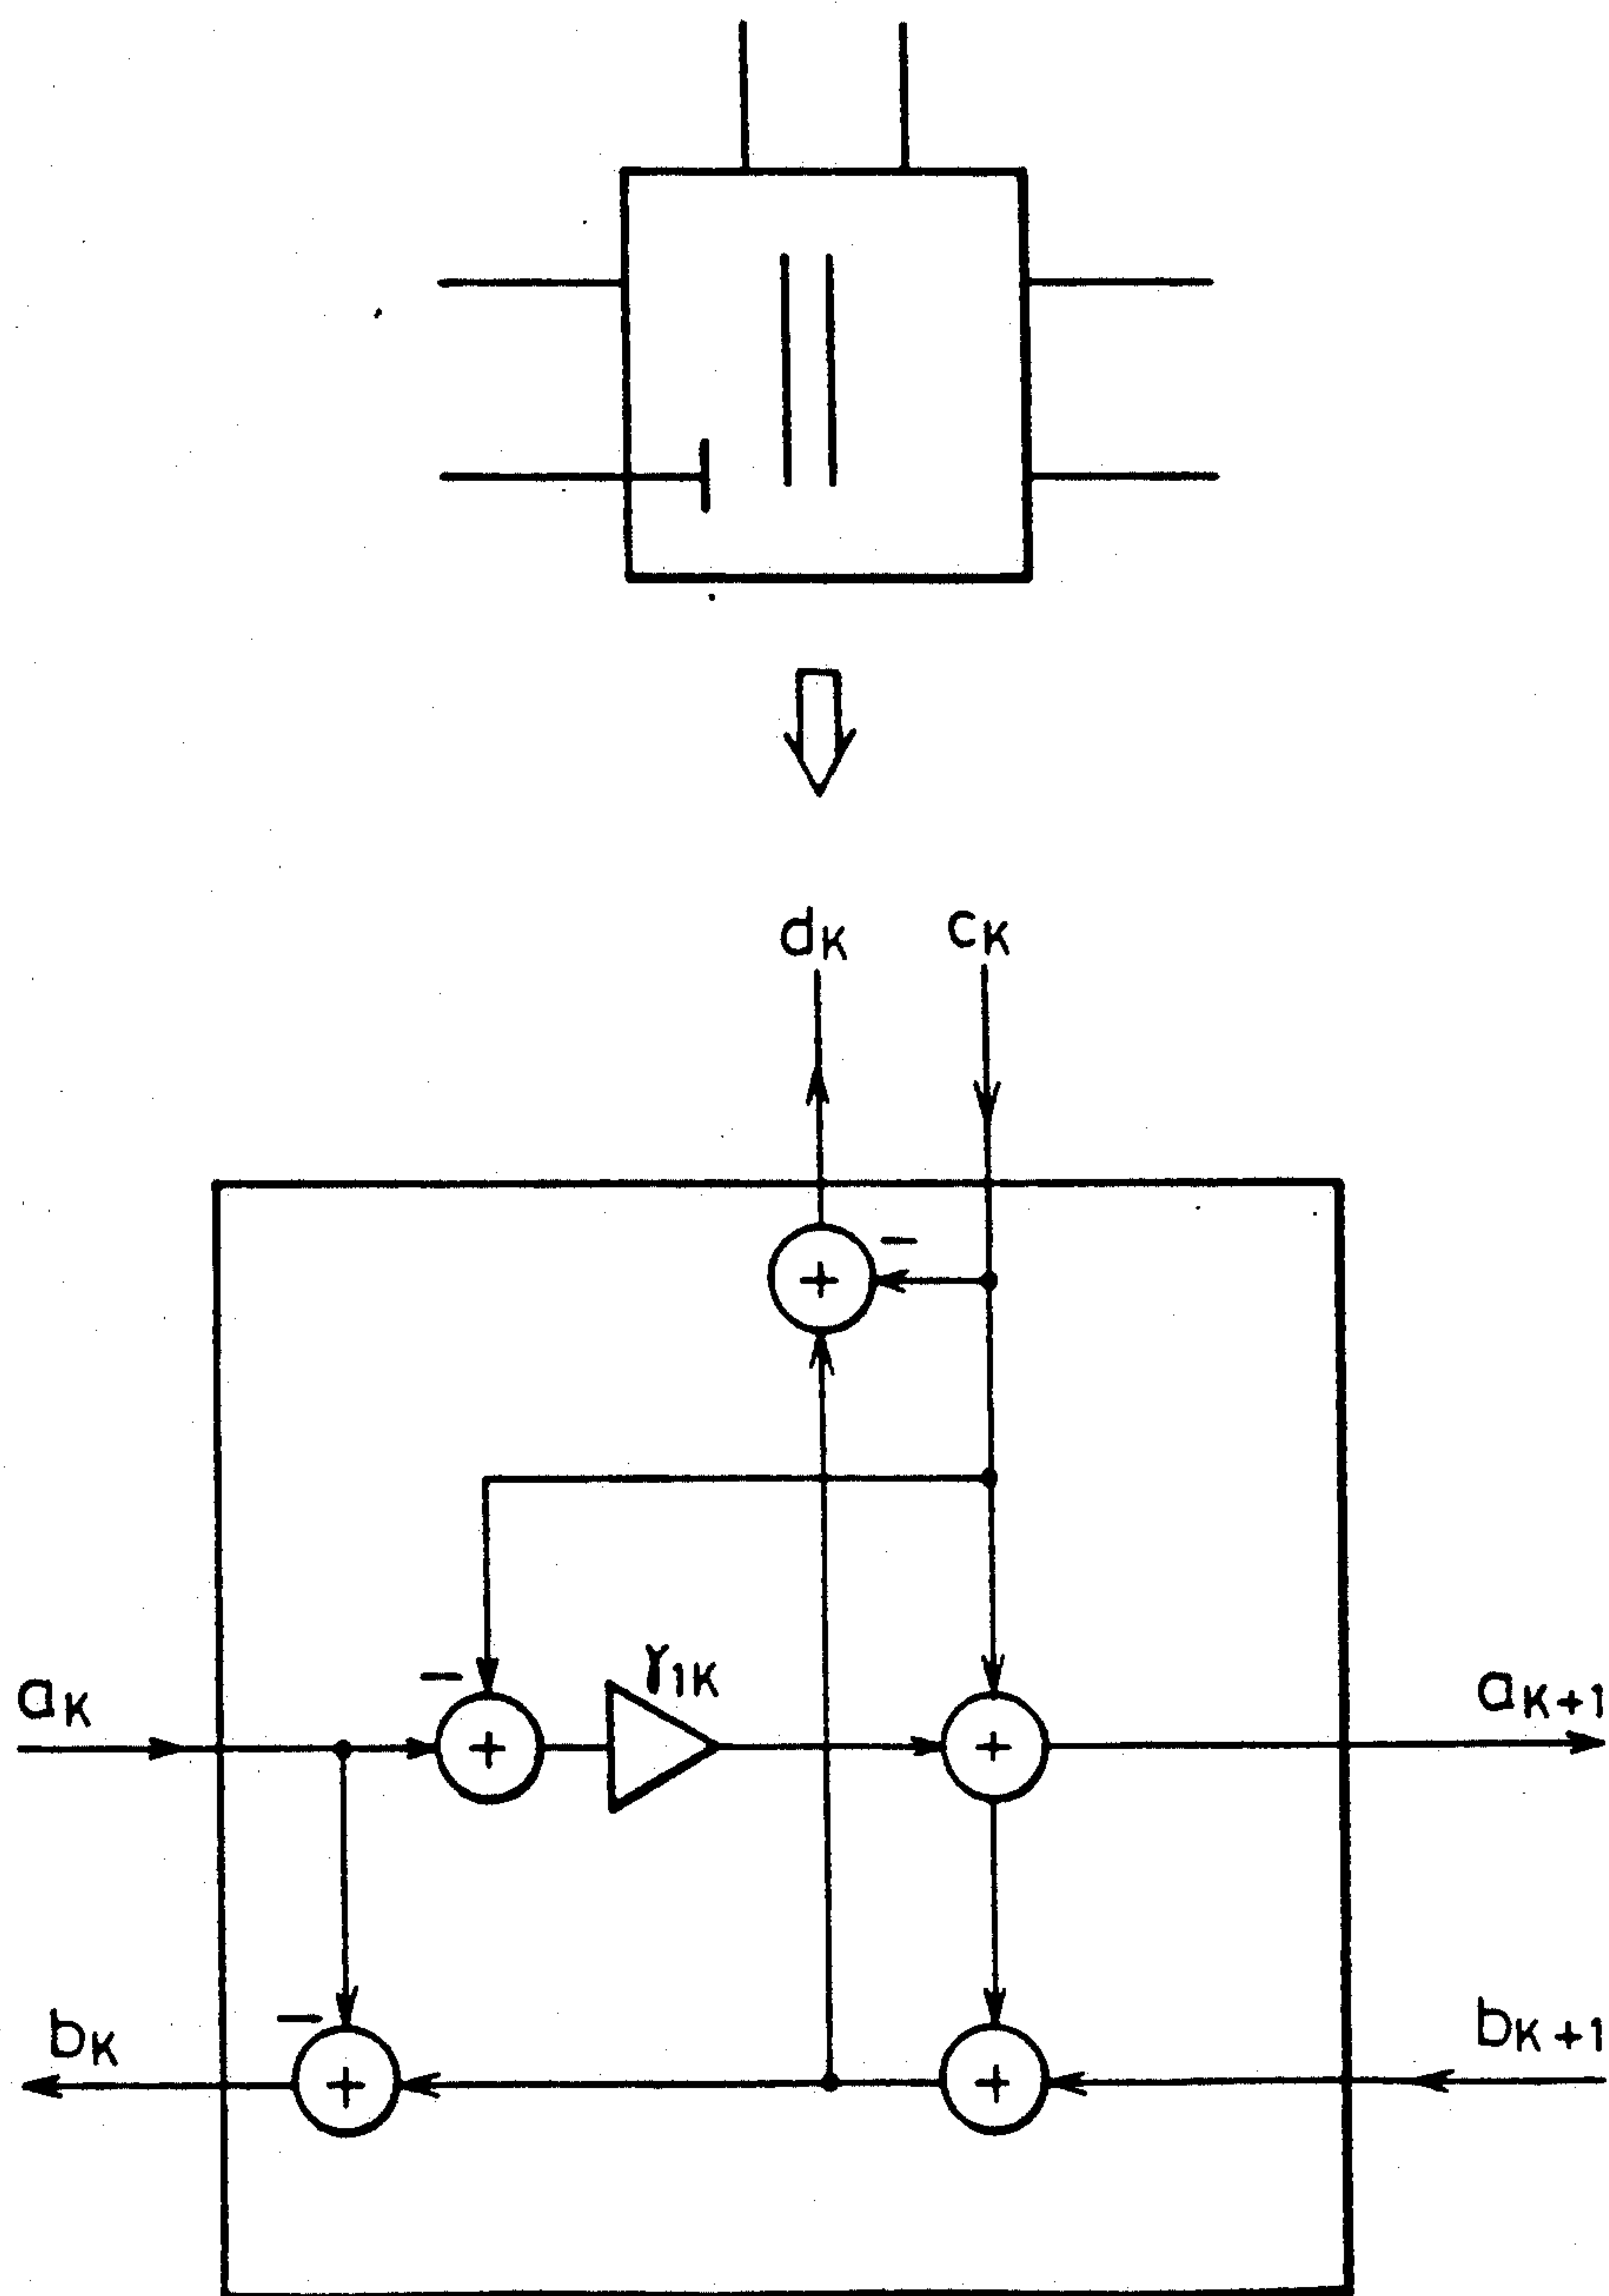 dK cK
−
+
− γ1K
aK + + aK+1
−
bK + + bK+1